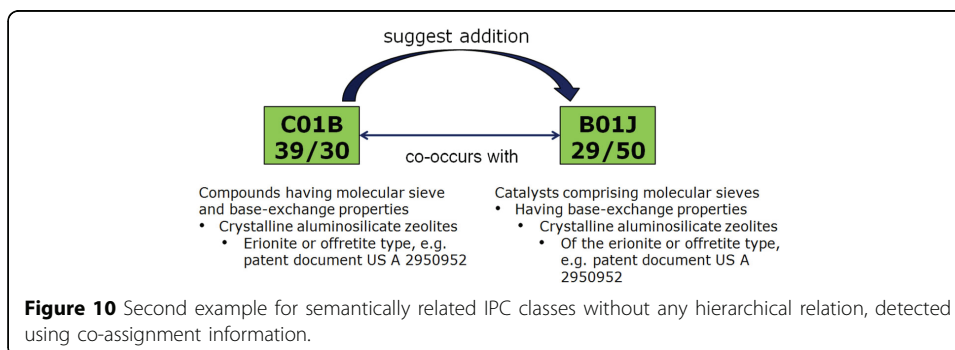 suggest addition
C01B
39/30
B01J
29/50
co-occurs with
Compounds having molecular sieve
and base-exchange properties
• Crystalline aluminosilicate zeolites
• Erionite or offretite type, e.g.
patent document US A 2950952
Catalysts comprising molecular sieves
• Having base-exchange properties
• Crystalline aluminosilicate zeolites
• Of the erionite or offretite type,
e.g. patent document US A
2950952
Figure 10 Second example for semantically related IPC classes without any hierarchical relation, detected
using co-assignment information.